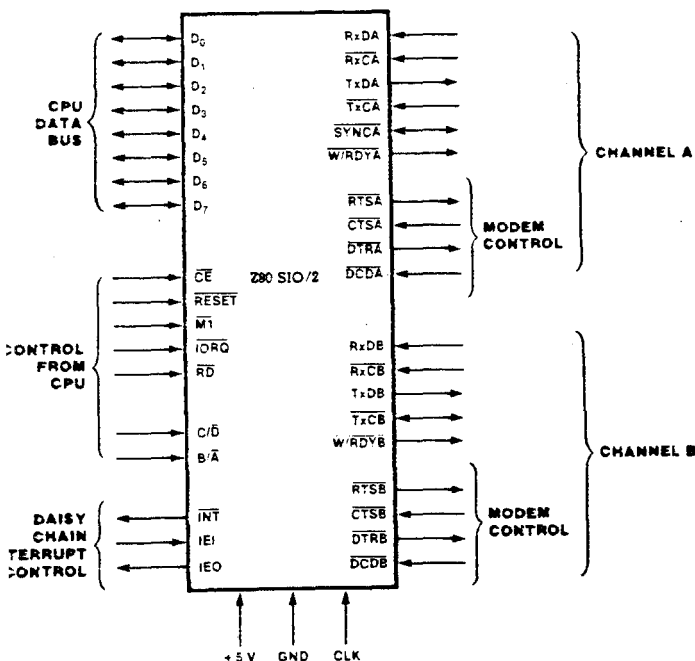 CPU
DATA
BUS
D0
D1
D2
D3
D4
D5
D6
D7
CONTROL
FROM
CPU
CE
RESET
M1
IORQ
RD
C/D
B/A
DAISY
CHAIN
TERRUPT
CONTROL
INT
IEI
IEO
Z80 SIO/2
RxDA
RxCA
TxDA
TxCA
SYNCA
W/RDYA
RTSA
CTSA
DTRA
DCDA
MODEM
CONTROL
CHANNEL A
RxDB
RxCB
TxDB
TxCB
W/RDYB
RTSB
CTSB
DTRB
DCDB
MODEM
CONTROL
CHANNEL B
+5V GND CLK